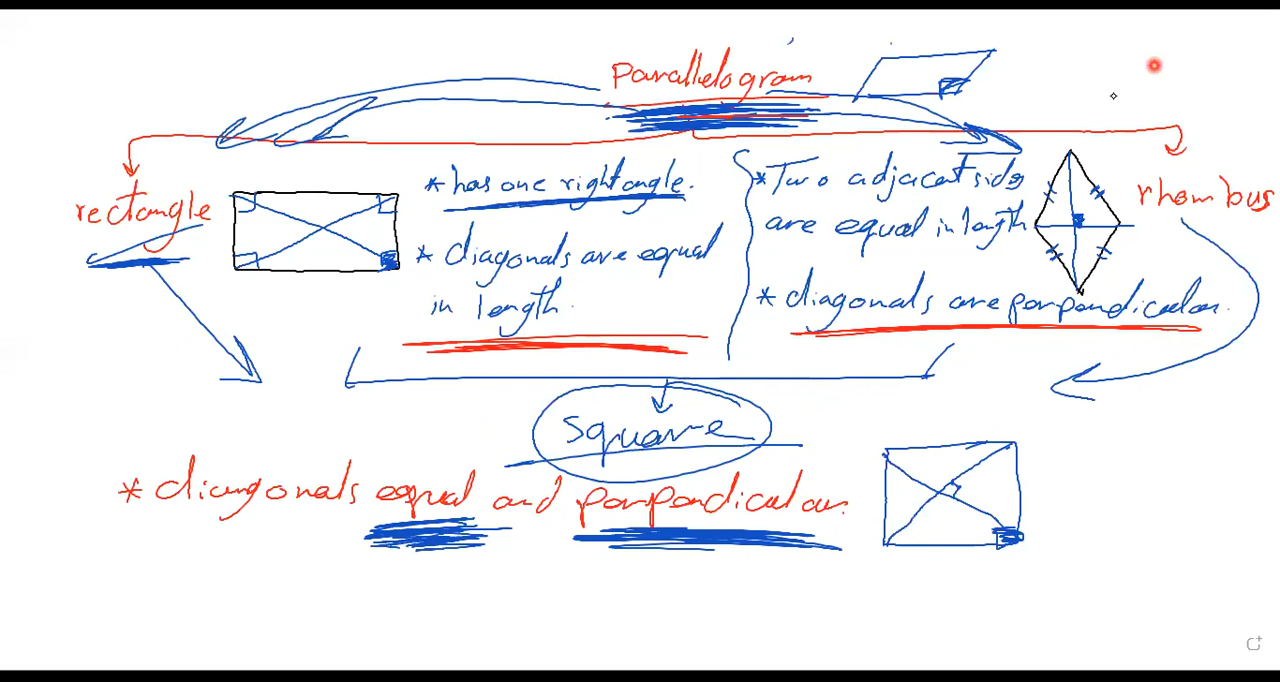 Parallelogram
rectangle
* has one right angle.
* diagonals are equal
in length.
* Two adjacent sides
are equal in length
* diagonals are perpendicular.
rhombus
square
* diangonals equal and perpendicular.